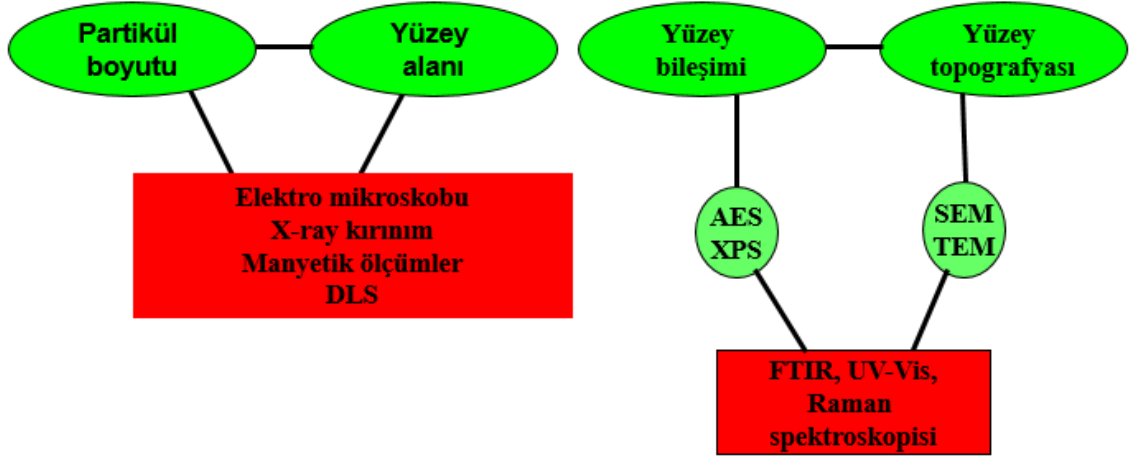 Partikül
boyutu
Yüzey
alanı
Elektro mikroskobu
X-ray kırınım
Manyetik ölçümler
DLS
Yüzey
bileşimi
Yüzey
topografyası
AES
XPS
SEM
TEM
FTIR, UV-Vis,
Raman
spektroskopisi